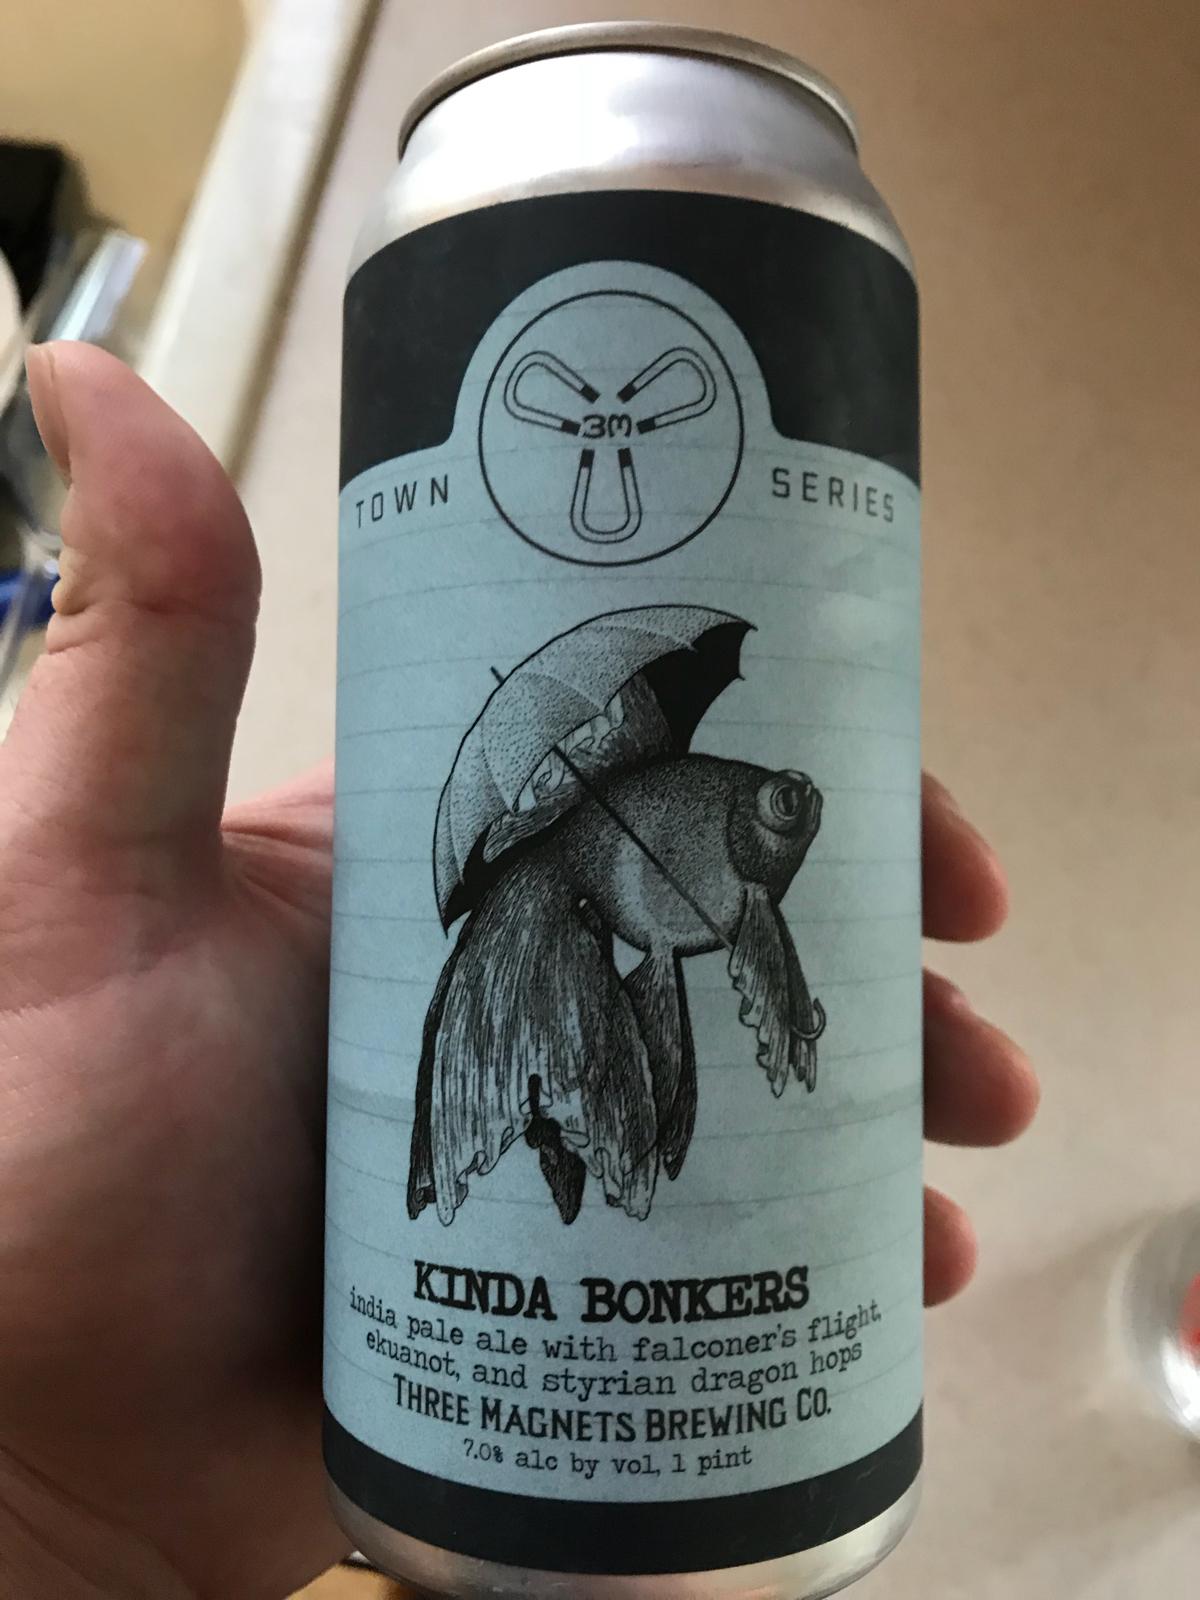 3M
TOWN SERIES
KINDA BONKERS
india pale ale with falconer's flight,
ekuanot, and styrian dragon hops
THREE MAGNETS BREWING CO.
7.0% alc by vol, 1 pint